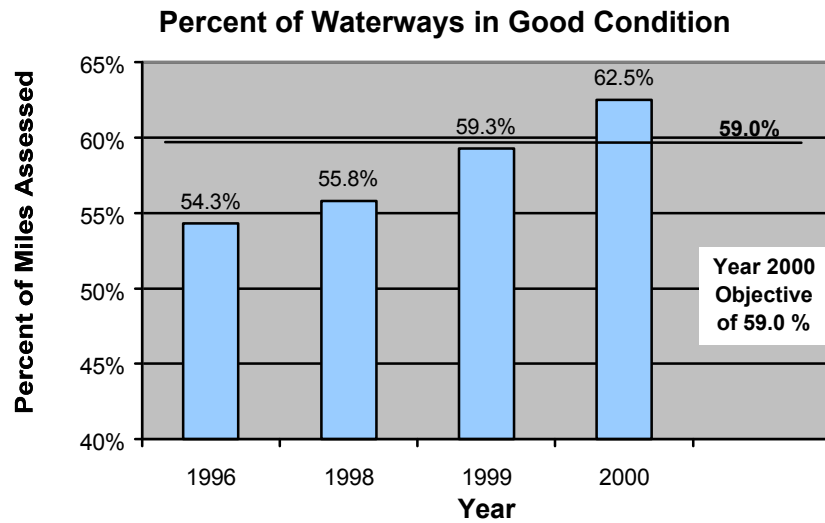 Percent of Waterways in Good Condition
Percent of Miles Assessed
65%
60%
55%
50%
45%
40%
54.3%
55.8%
59.3%
62.5%
59.0%
Year 2000
Objective
of 59.0 %
1996
1998
1999
2000
Year